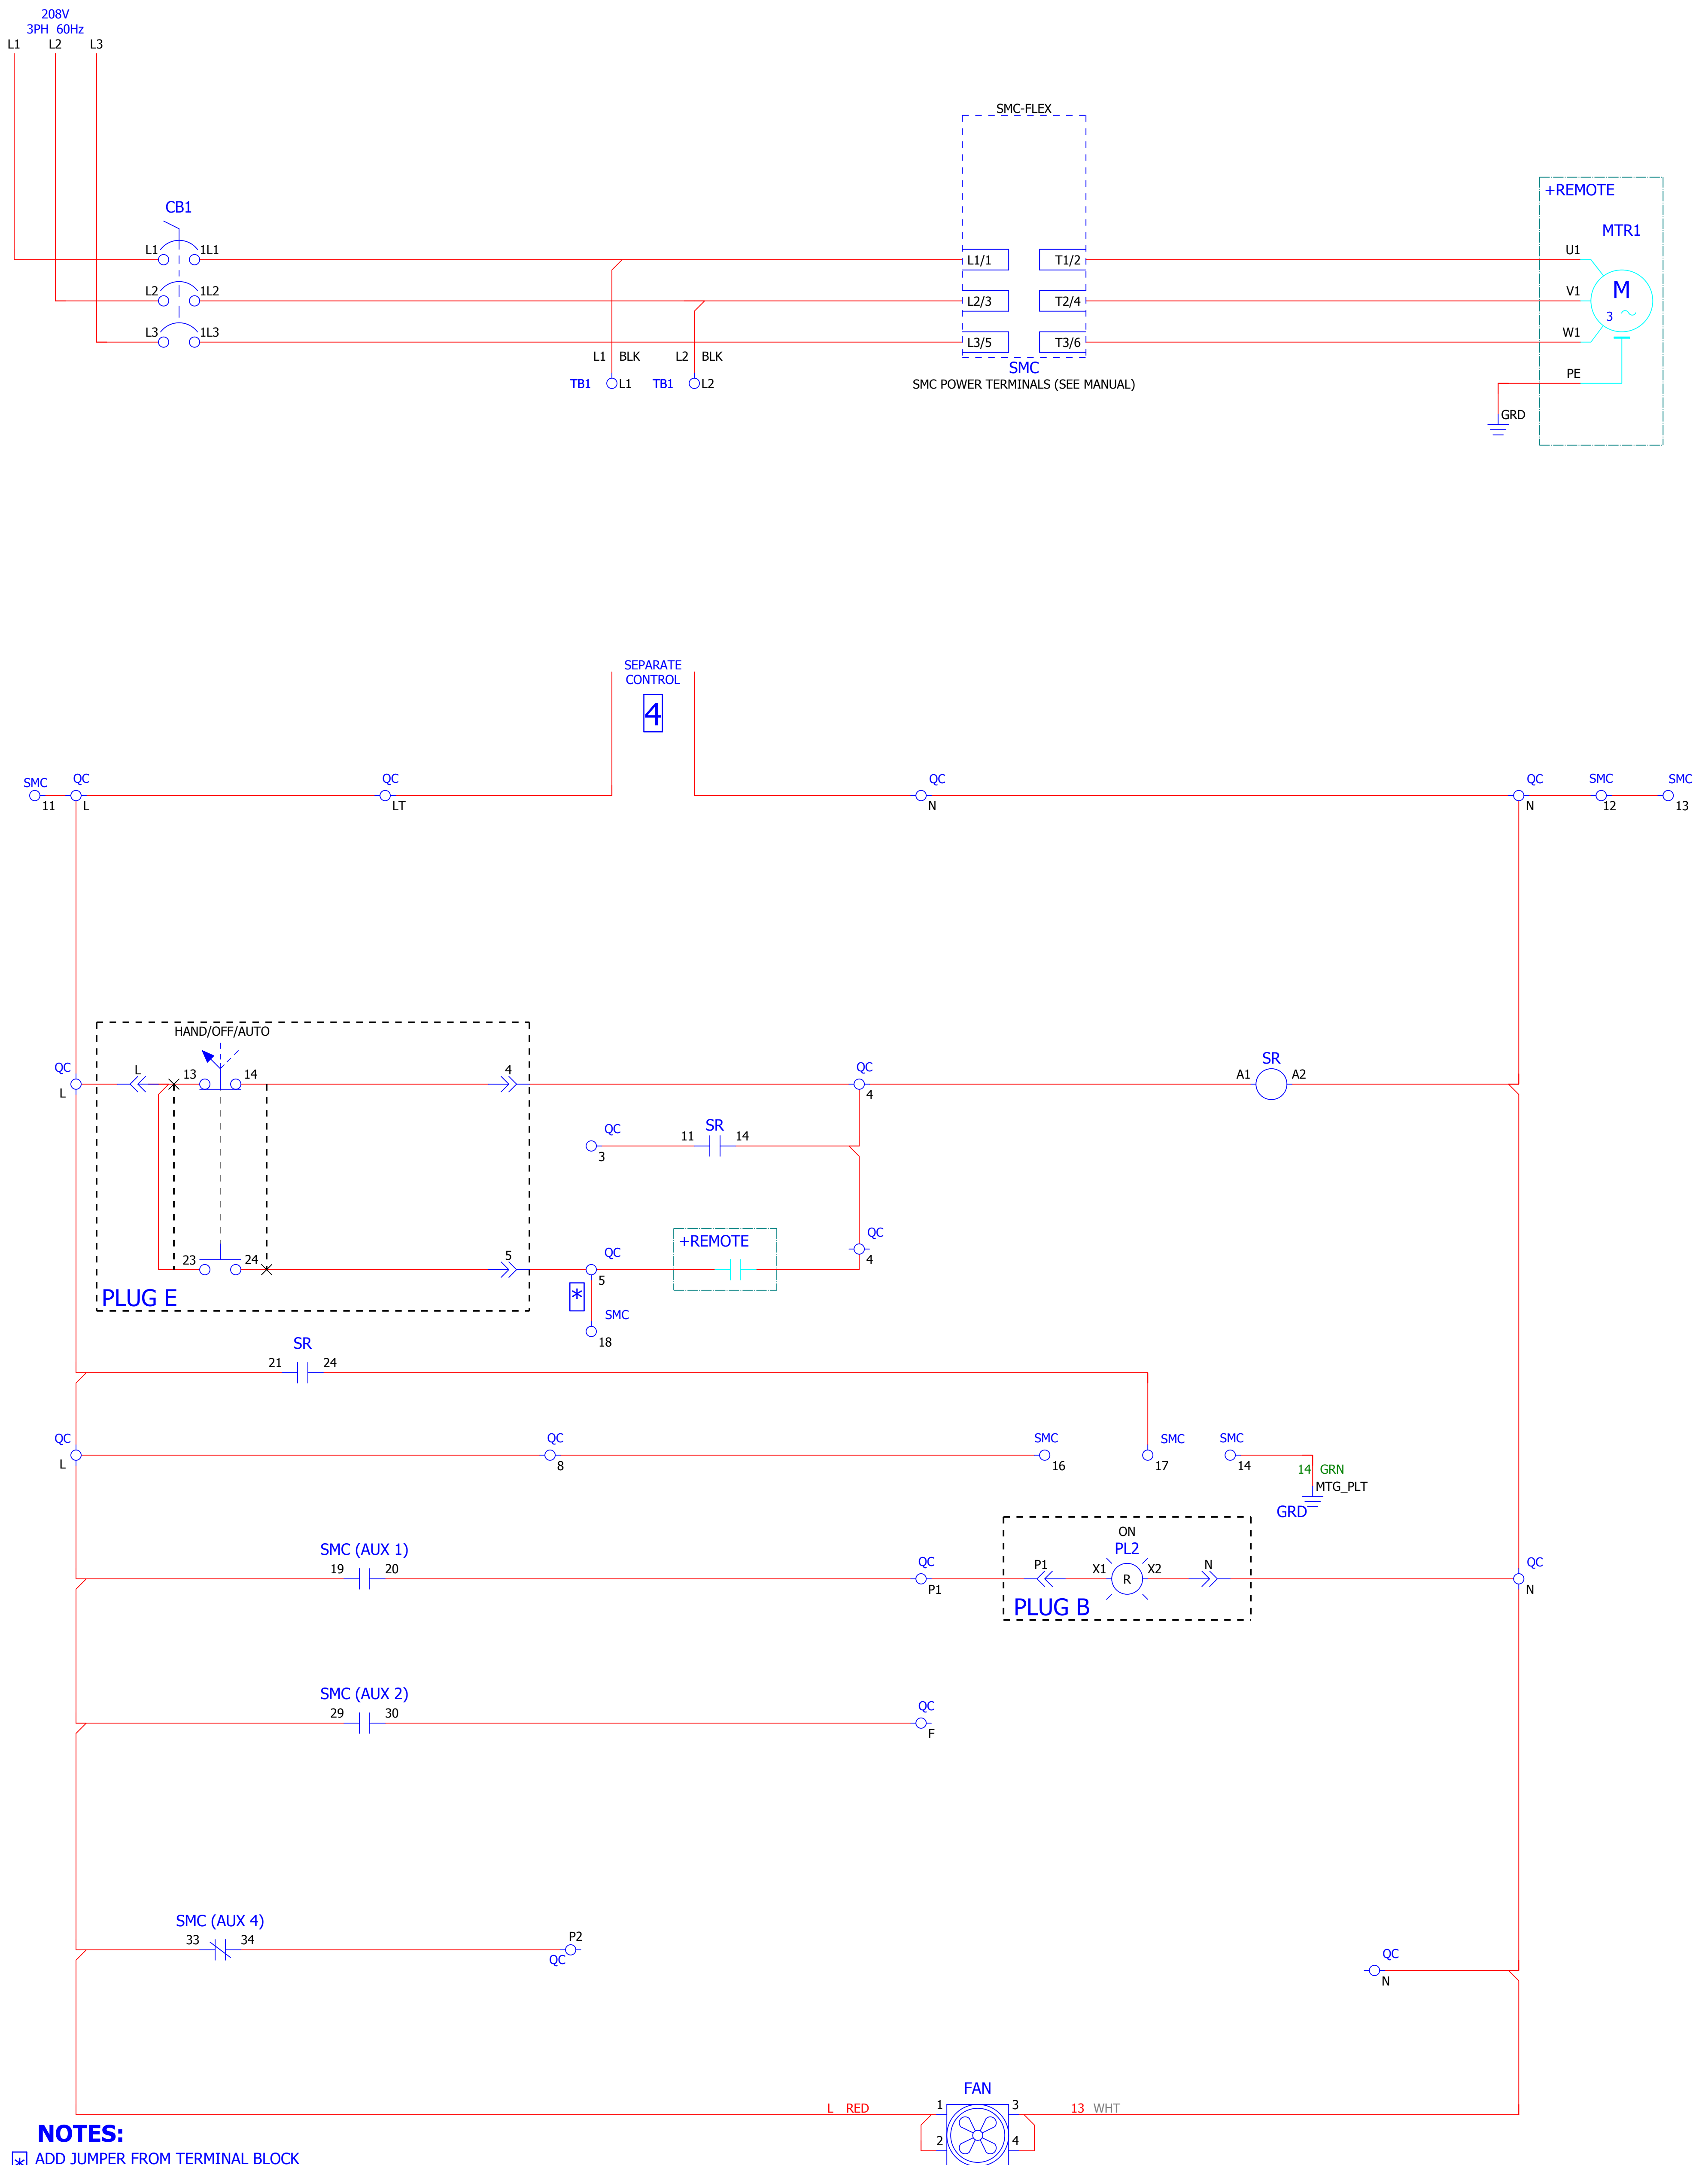 208V
3PH 60Hz
L1 L2 L3
SMC-FLEX
+REMOTE
CB1
MTR1
L1 1L1 L1/1 T1/2 U1
L2 1L2 L2/3 T2/4 V1
M
3
L3 1L3 L3/5 T3/6 W1
L1 BLK L2 BLK
SMC
PE
TB1 L1 TB1 L2
SMC POWER TERMINALS (SEE MANUAL)
GRD
SEPARATE
CONTROL
4
SMC QC QC QC QC SMC SMC
11 L LT N N 12 13
HAND/OFF/AUTO
QC L 13 14 4 QC SR
A1 A2
L 4
QC SR
11 14
3
QC
+REMOTE
23 24 5 QC
5 4
PLUG E
*
SMC
18
SR
21 24
QC QC SMC SMC SMC
L 8 16 17 14
14 GRN
MTG_PLT
GRD
ON
SMC (AUX 1) PL2
19 20 QC P1 X1 X2 N QC
R
P1 N
PLUG B
SMC (AUX 2)
29 30 QC
F
SMC (AUX 4)
33 34 P2
QC
QC
N
FAN
L RED 1 3 13 WHT
NOTES:
2 4
* ADD JUMPER FROM TERMINAL BLOCK